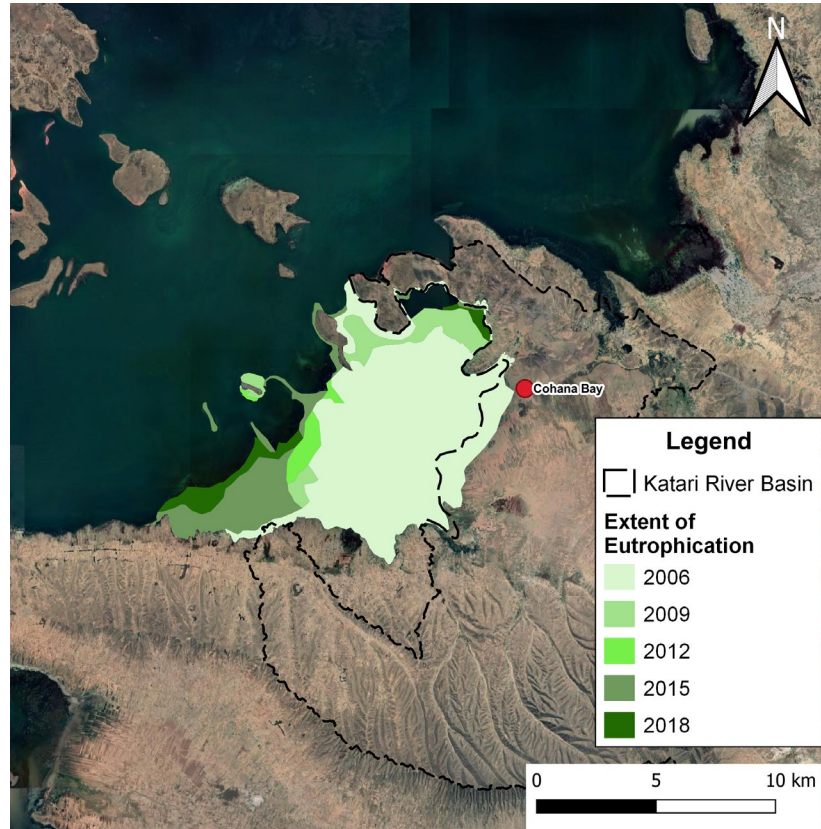 N
Cohana Bay
Legend
Katari River Basin
Extent of
Eutrophication
2006
2009
2012
2015
2018
0 5 10 km